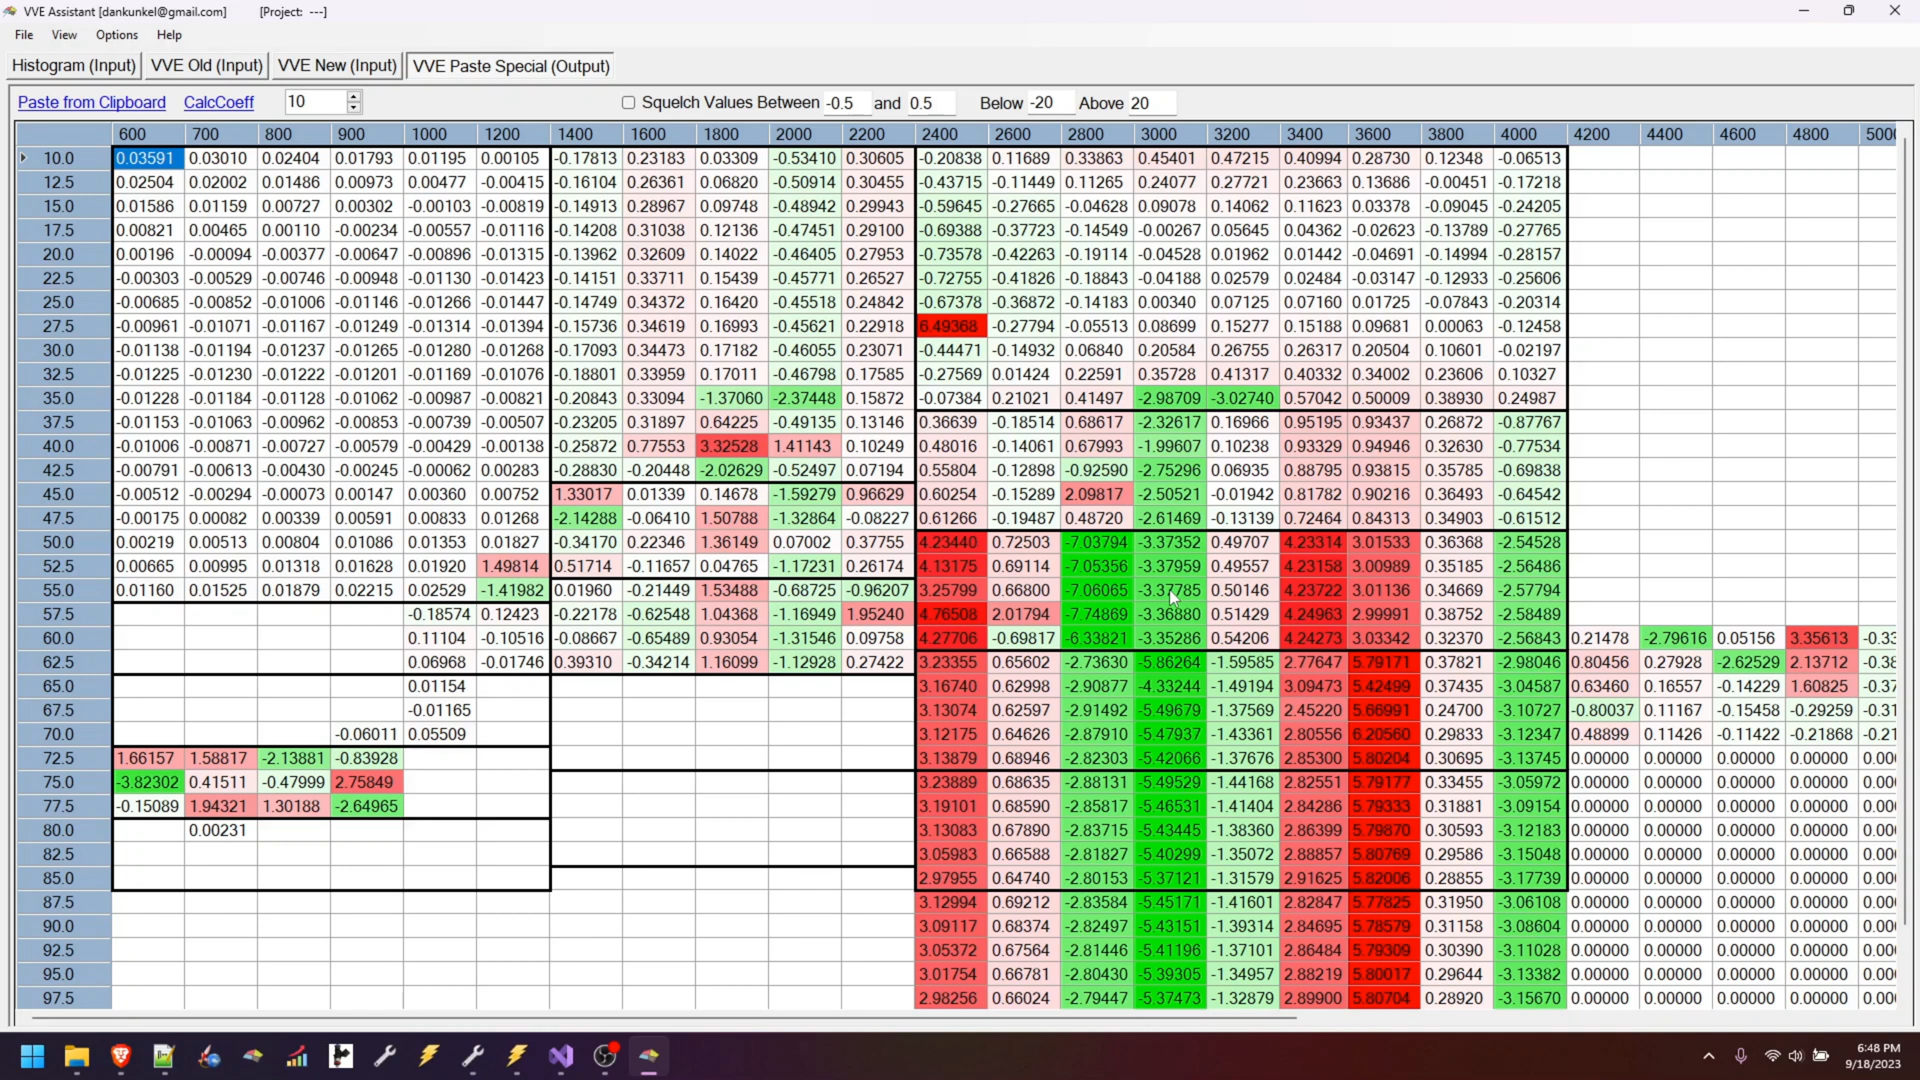 VVE Assistant [dankunkel@gmail.com] [Project: ---]
File View Options Help
Histogram (Input) VVE Old (Input) VVE New (Input) VVE Paste Special (Output)
Paste from Clipboard CalcCoeff 10 Squelch Values Between -0.5 and 0.5 Below -20 Above 20
600 700 800 900 1000 1200 1400 1600 1800 2000 2200 2400 2600 2800 3000 3200 3400 3600 3800 4000 4200 4400 4600 4800 5000
10.0 0.03591 0.03010 0.02404 0.01793 0.01195 0.00105 -0.17813 0.23183 0.03309 -0.53410 0.30605 -0.20838 0.11689 0.33863 0.45401 0.47215 0.40994 0.28730 0.12348 -0.06513
12.5 0.02504 0.02002 0.01486 0.00973 0.00477 -0.00415 -0.16104 0.26361 0.06820 -0.50914 0.30455 -0.43715 -0.11449 0.11265 0.24077 0.27721 0.23663 0.13686 -0.00451 -0.17218
15.0 0.01586 0.01159 0.00727 0.00302 -0.00103 -0.00819 -0.14913 0.28967 0.09748 -0.48942 0.29943 -0.59645 -0.27665 -0.04628 0.09078 0.14062 0.11623 0.03378 -0.09045 -0.24205
17.5 0.00821 0.00465 0.00110 -0.00234 -0.00557 -0.01116 -0.14208 0.31038 0.12136 -0.47451 0.29100 -0.69388 -0.37723 -0.14549 -0.00267 0.05645 0.04362 -0.02623 -0.13789 -0.27765
20.0 0.00196 -0.00094 -0.00377 -0.00647 -0.00896 -0.01315 -0.13962 0.32609 0.14022 -0.46405 0.27953 -0.73578 -0.42263 -0.19114 -0.04528 0.01962 0.01442 -0.04691 -0.14994 -0.28157
22.5 -0.00303 -0.00529 -0.00746 -0.00948 -0.01130 -0.01423 -0.14151 0.33711 0.15439 -0.45771 0.26527 -0.72755 -0.41826 -0.18843 -0.04188 0.02579 0.02484 -0.03147 -0.12933 -0.25606
25.0 -0.00685 -0.00852 -0.01006 -0.01146 -0.01266 -0.01447 -0.14749 0.34372 0.16420 -0.45518 0.24842 -0.67378 -0.36872 -0.14183 0.00340 0.07125 0.07160 0.01725 -0.07843 -0.20314
27.5 -0.00961 -0.01071 -0.01167 -0.01249 -0.01314 -0.01394 -0.15736 0.34619 0.16993 -0.45621 0.22918 6.49368 -0.27794 -0.05513 0.08699 0.15277 0.15188 0.09681 0.00063 -0.12458
30.0 -0.01138 -0.01194 -0.01237 -0.01265 -0.01280 -0.01268 -0.17093 0.34473 0.17182 -0.46055 0.23071 -0.44471 -0.14932 0.06840 0.20584 0.26755 0.26317 0.20504 0.10601 -0.02197
32.5 -0.01225 -0.01230 -0.01222 -0.01201 -0.01169 -0.01076 -0.18801 0.33959 0.17011 -0.46798 0.17585 -0.27569 0.01424 0.22591 0.35728 0.41317 0.40332 0.34002 0.23606 0.10327
35.0 -0.01228 -0.01184 -0.01128 -0.01062 -0.00987 -0.00821 -0.20843 0.33094 -1.37060 -2.37448 0.15872 -0.07384 0.21021 0.41497 -2.98709 -3.02740 0.57042 0.50009 0.38930 0.24987
37.5 -0.01153 -0.01063 -0.00962 -0.00853 -0.00739 -0.00507 -0.23205 0.31897 0.64225 -0.49135 0.13146 0.36639 -0.18514 0.68617 -2.32617 0.16966 0.95195 0.93437 0.26872 -0.87767
40.0 -0.01006 -0.00871 -0.00727 -0.00579 -0.00429 -0.00138 -0.25872 0.77553 3.32528 1.41143 0.10249 0.48016 -0.14061 0.67993 -1.99607 0.10238 0.93329 0.94946 0.32630 -0.77534
42.5 -0.00791 -0.00613 -0.00430 -0.00245 -0.00062 0.00283 -0.28830 -0.20448 -2.02629 -0.52497 0.07194 0.55804 -0.12898 -0.92590 -2.75296 0.06935 0.88795 0.93815 0.35785 -0.69838
45.0 -0.00512 -0.00294 -0.00073 0.00147 0.00360 0.00752 1.33017 0.01339 0.14678 -1.59279 0.96629 0.60254 -0.15289 2.09817 -2.50521 -0.01942 0.81782 0.90216 0.36493 -0.64542
47.5 -0.00175 0.00082 0.00339 0.00591 0.00833 0.01268 -2.14288 -0.06410 1.50788 -1.32864 -0.08227 0.61266 -0.19487 0.48720 -2.61469 -0.13139 0.72464 0.84313 0.34903 -0.61512
50.0 0.00219 0.00513 0.00804 0.01086 0.01353 0.01827 -0.34170 0.22346 1.36149 0.07002 0.37755 4.23440 0.72503 -7.03794 -3.37352 0.49707 4.23314 3.01533 0.36368 -2.54528
52.5 0.00665 0.00995 0.01318 0.01628 0.01920 1.49814 0.51714 -0.11657 0.04765 -1.17231 0.26174 4.13175 0.69114 -7.05356 -3.37959 0.49557 4.23158 3.00989 0.35185 -2.56486
55.0 0.01160 0.01525 0.01879 0.02215 0.02529 -1.41982 0.01960 -0.21449 1.53488 -0.68725 -0.96207 3.25799 0.66800 -7.06065 -3.37785 0.50146 4.23722 3.01136 0.34669 -2.57794
57.5 -0.18574 0.12423 -0.22178 -0.62548 1.04368 -1.16949 1.95240 4.76508 2.01794 -7.74869 -3.36880 0.51429 4.24963 2.99991 0.38752 -2.58489
60.0 0.11104 -0.10516 -0.08667 -0.65489 0.93054 -1.31546 0.09758 4.27706 -0.69817 -6.33821 -3.35286 0.54206 4.24273 3.03342 0.32370 -2.56843 0.21478 -2.79616 0.05156 3.35613 -0.33
62.5 0.06968 -0.01746 0.39310 -0.34214 1.16099 -1.12928 0.27422 3.23355 0.65602 -2.73630 -5.86264 -1.59585 2.77647 5.79171 0.37821 -2.98046 0.80456 0.27928 -2.62529 2.13712 -0.38
65.0 0.01154 3.16740 0.62998 -2.90877 -4.33244 -1.49194 3.09473 5.42499 0.37435 -3.04587 0.63460 0.16557 -0.14229 1.60825 -0.37
67.5 -0.01165 3.13074 0.62597 -2.91492 -5.49679 -1.37569 2.45220 5.66991 0.24700 -3.10727 -0.80037 0.11167 -0.15458 -0.29259 -0.31
70.0 -0.06011 0.05509 3.12175 0.64626 -2.87910 -5.47937 -1.43361 2.80556 6.20560 0.29833 -3.12347 0.48899 0.11426 -0.11422 -0.21868 -0.21
72.5 1.66157 1.58817 -2.13881 -0.83928 3.13879 0.68946 -2.82303 -5.42066 -1.37676 2.85300 5.80204 0.30695 -3.13745 0.00000 0.00000 0.00000 0.00000 0.00
75.0 -3.82302 0.41511 -0.47999 2.75849 3.23889 0.68635 -2.88131 -5.49529 -1.44168 2.82551 5.79177 0.33455 -3.05972 0.00000 0.00000 0.00000 0.00000 0.00
77.5 -0.15089 1.94321 1.30188 -2.64965 3.19101 0.68590 -2.85817 -5.46531 -1.41404 2.84286 5.79333 0.31881 -3.09154 0.00000 0.00000 0.00000 0.00000 0.00
80.0 0.00231 3.13083 0.67890 -2.83715 -5.43445 -1.38360 2.86399 5.79870 0.30593 -3.12183 0.00000 0.00000 0.00000 0.00000 0.00
82.5 3.05983 0.66588 -2.81827 -5.40299 -1.35072 2.88857 5.80769 0.29586 -3.15048 0.00000 0.00000 0.00000 0.00000 0.00
85.0 2.97955 0.64740 -2.80153 -5.37121 -1.31579 2.91625 5.82006 0.28855 -3.17739 0.00000 0.00000 0.00000 0.00000 0.00
87.5 3.12994 0.69212 -2.83584 -5.45171 -1.41601 2.82847 5.77825 0.31950 -3.06108 0.00000 0.00000 0.00000 0.00000 0.00
90.0 3.09117 0.68374 -2.82497 -5.43151 -1.39314 2.84695 5.78579 0.31158 -3.08604 0.00000 0.00000 0.00000 0.00000 0.00
92.5 3.05372 0.67564 -2.81446 -5.41196 -1.37101 2.86484 5.79309 0.30390 -3.11028 0.00000 0.00000 0.00000 0.00000 0.00
95.0 3.01754 0.66781 -2.80430 -5.39305 -1.34957 2.88219 5.80017 0.29644 -3.13382 0.00000 0.00000 0.00000 0.00000 0.00
97.5 2.98256 0.66024 -2.79447 -5.37473 -1.32879 2.89900 5.80704 0.28920 -3.15670 0.00000 0.00000 0.00000 0.00000 0.00
6:48 PM
9/18/2023